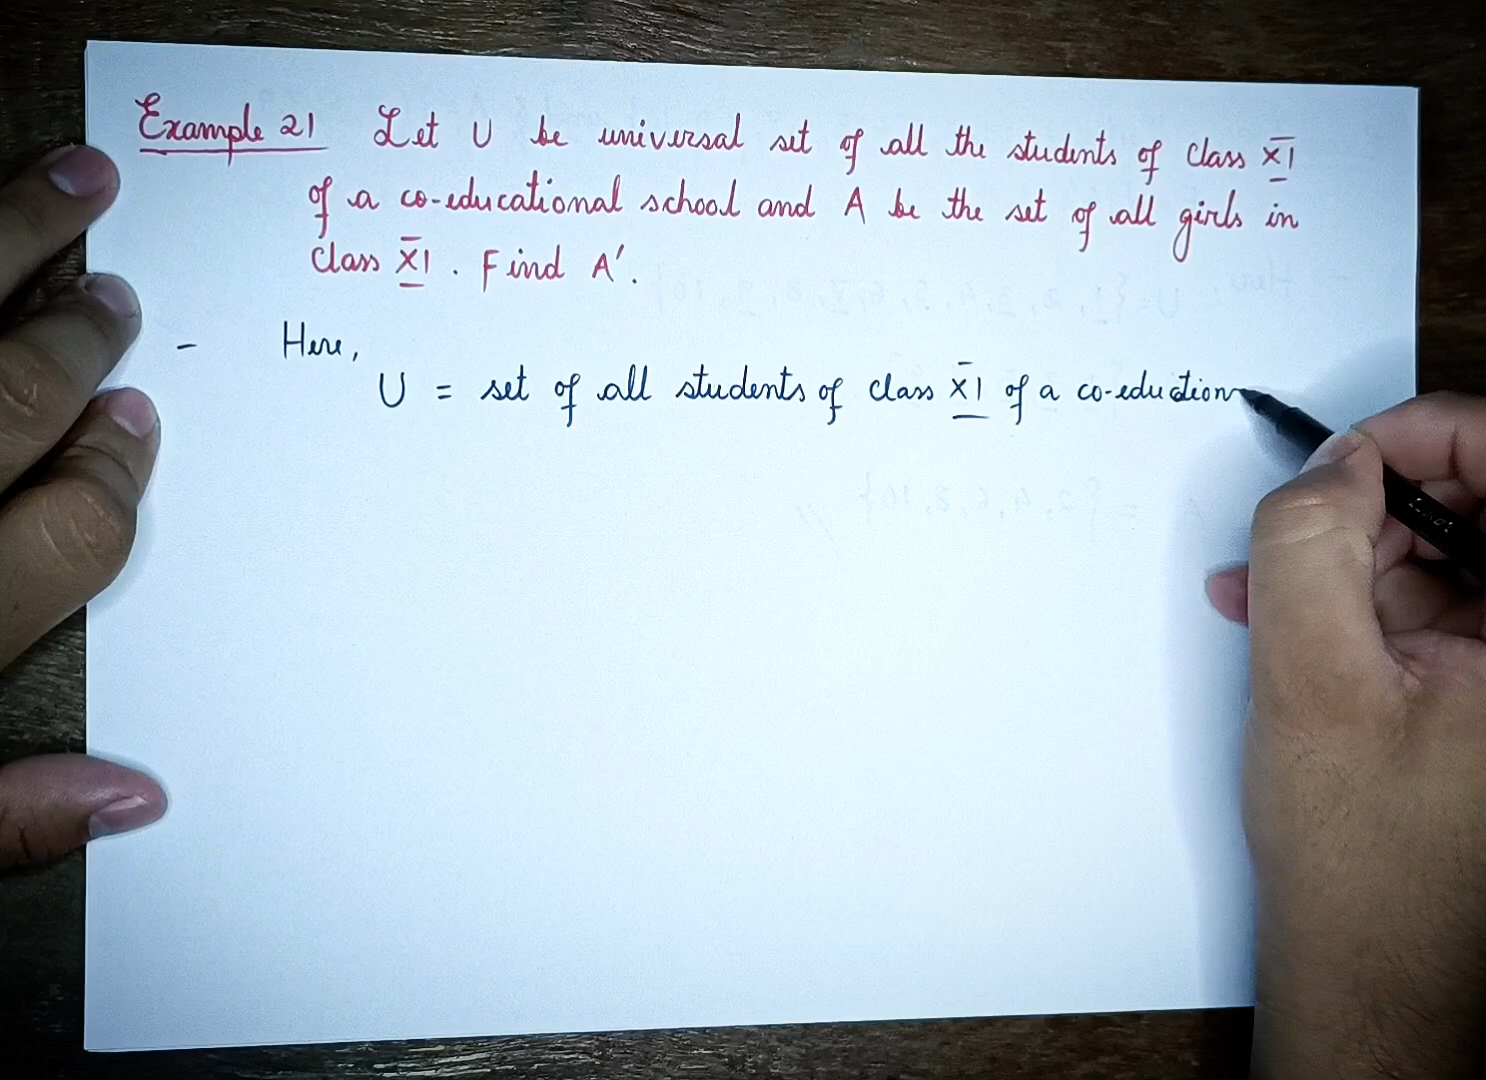 Example 21 Let U be universal set of all the students of class XI
of a co-educational school and A be the set of all girls in
class XI. Find A'.
- Here,
U = set of all students of class XI of a co-eduction